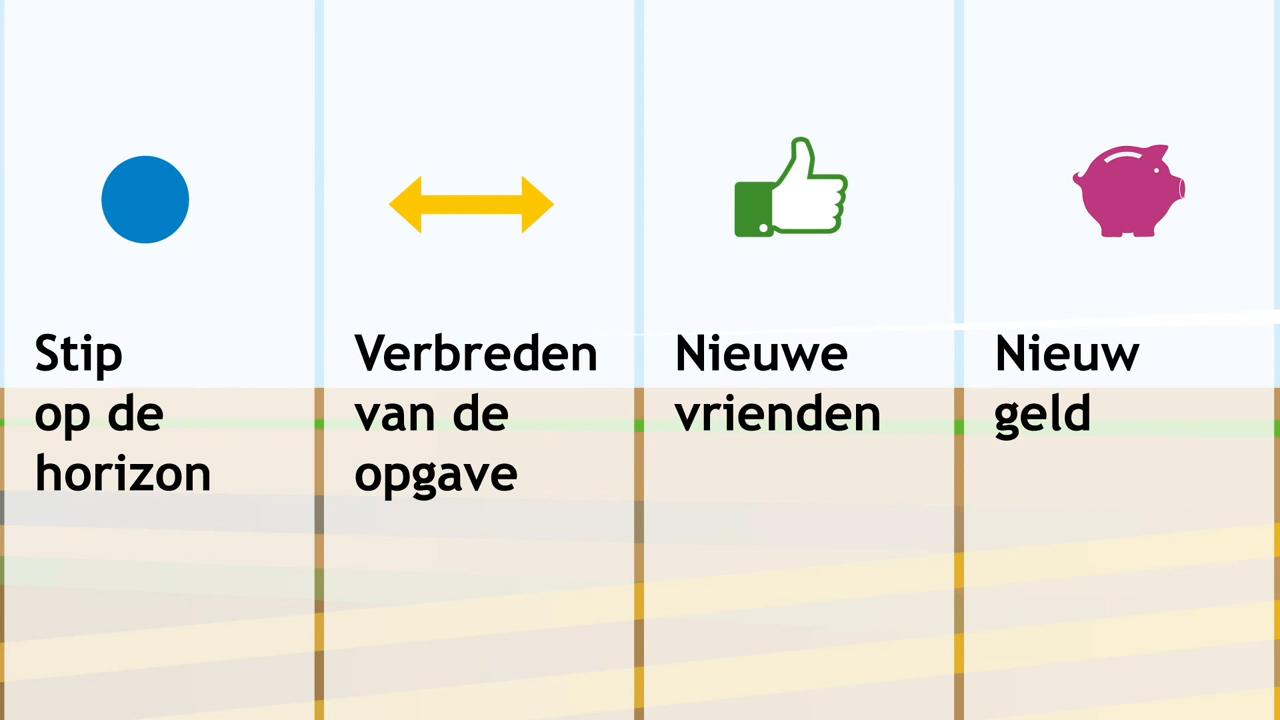 Stip
op de
horizon
Verbreden
van de
opgave
Nieuwe
vrienden
Nieuw
geld